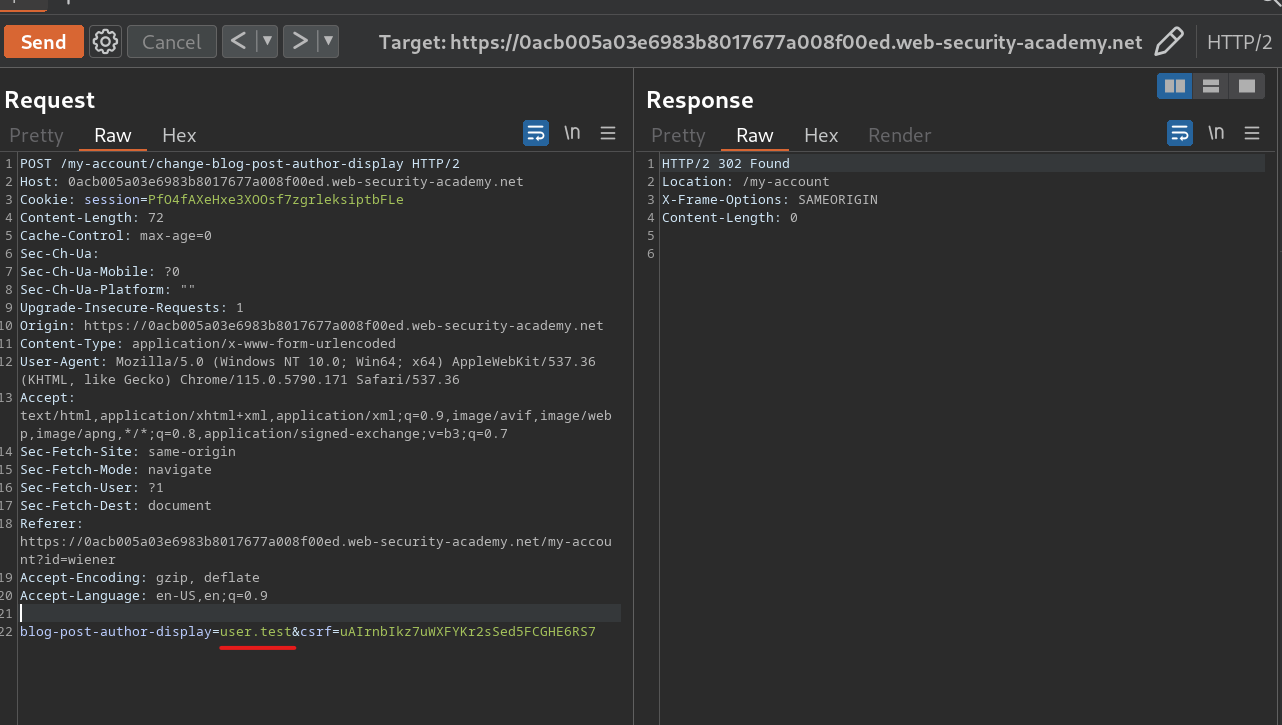 Send Cancel < > Target: https://0acb005a03e6983b8017677a008f00ed.web-security-academy.net HTTP/2
Request
Pretty Raw Hex \n
1 POST /my-account/change-blog-post-author-display HTTP/2
2 Host: 0acb005a03e6983b8017677a008f00ed.web-security-academy.net
3 Cookie: session=PfO4fAXeHxe3XOOsf7zgrleksiptbFLe
4 Content-Length: 72
5 Cache-Control: max-age=0
6 Sec-Ch-Ua:
7 Sec-Ch-Ua-Mobile: ?0
8 Sec-Ch-Ua-Platform: ""
9 Upgrade-Insecure-Requests: 1
10 Origin: https://0acb005a03e6983b8017677a008f00ed.web-security-academy.net
11 Content-Type: application/x-www-form-urlencoded
12 User-Agent: Mozilla/5.0 (Windows NT 10.0; Win64; x64) AppleWebKit/537.36
(KHTML, like Gecko) Chrome/115.0.5790.171 Safari/537.36
13 Accept:
text/html,application/xhtml+xml,application/xml;q=0.9,image/avif,image/web
p,image/apng,*/*;q=0.8,application/signed-exchange;v=b3;q=0.7
14 Sec-Fetch-Site: same-origin
15 Sec-Fetch-Mode: navigate
16 Sec-Fetch-User: ?1
17 Sec-Fetch-Dest: document
18 Referer:
https://0acb005a03e6983b8017677a008f00ed.web-security-academy.net/my-accou
nt?id=wiener
19 Accept-Encoding: gzip, deflate
20 Accept-Language: en-US,en;q=0.9
21
22 blog-post-author-display=user.test&csrf=uAIrnbIkz7uWXFYKr2sSed5FCGHE6RS7
Response
Pretty Raw Hex Render \n
1 HTTP/2 302 Found
2 Location: /my-account
3 X-Frame-Options: SAMEORIGIN
4 Content-Length: 0
5
6